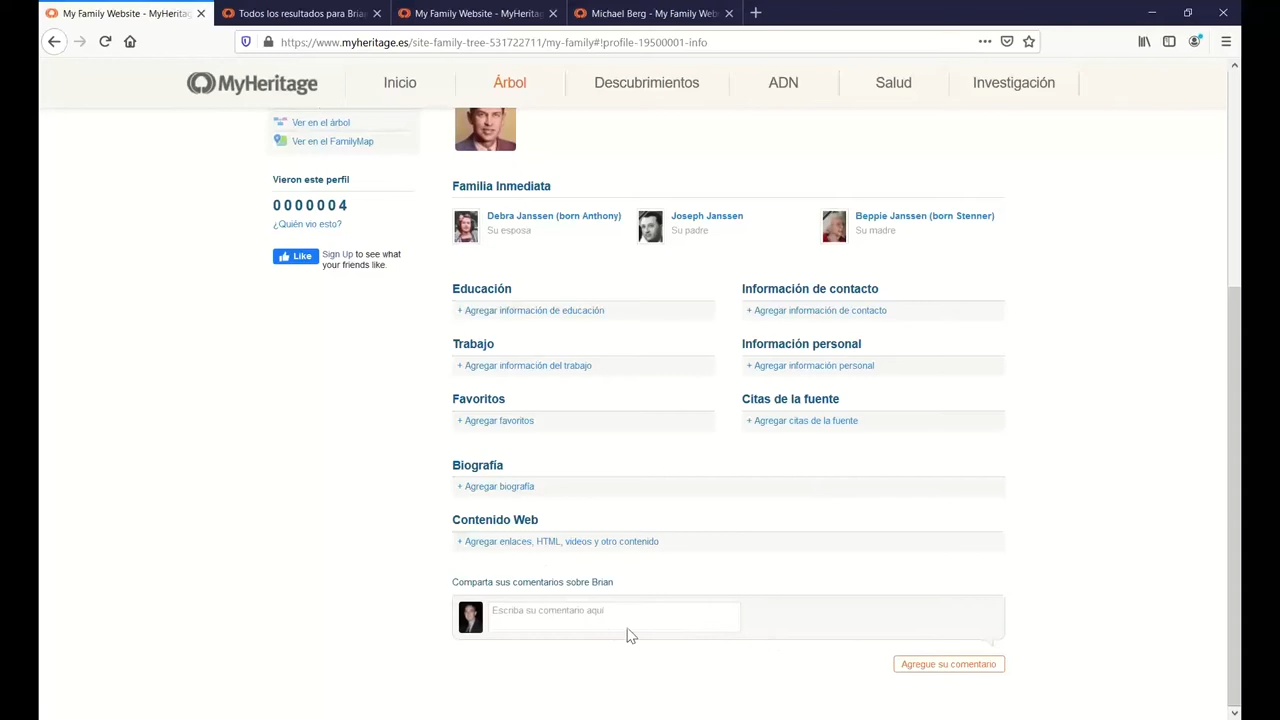 My Family Website - MyHeritag
Todos los resultados para Brian
My Family Website - MyHeritag
Michael Berg - My Family Web
https://www.myheritage.es/site-family-tree-531722711/my-family#!profile-19500001-info
MyHeritage
Inicio
Árbol
Descubrimientos
ADN
Salud
Investigación
Ver en el árbol
Ver en el FamilyMap
Vieron este perfil
0000004
¿Quién vio esto?
Like
Sign Up to see what
your friends like.
Familia Inmediata
Debra Janssen (born Anthony)
Su esposa
Joseph Janssen
Su padre
Beppie Janssen (born Stenner)
Su madre
Educación
+ Agregar información de educación
Información de contacto
+ Agregar información de contacto
Trabajo
+ Agregar información del trabajo
Información personal
+ Agregar información personal
Favoritos
+ Agregar favoritos
Citas de la fuente
+ Agregar citas de la fuente
Biografía
+ Agregar biografía
Contenido Web
+ Agregar enlaces, HTML, videos y otro contenido
Comparta sus comentarios sobre Brian
Escriba su comentario aquí
Agregue su comentario